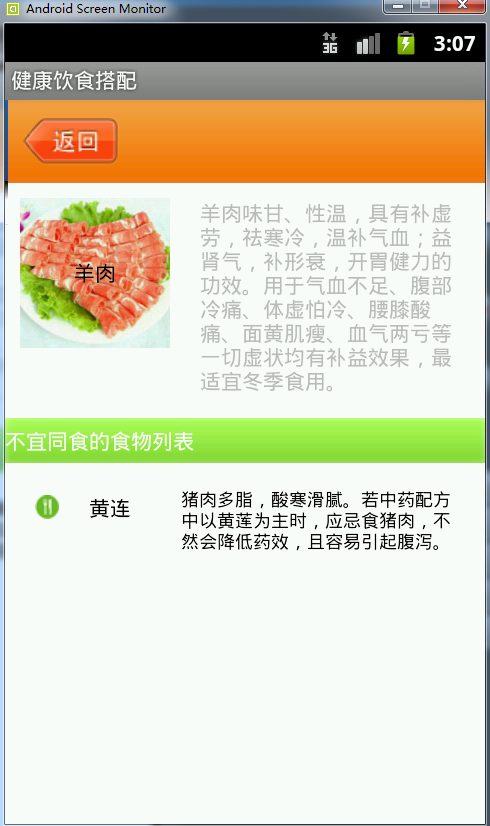 Android Screen Monitor
3G
3:07
健康饮食搭配
返回
羊肉
羊肉味甘、性温，具有补虚
劳，祛寒冷，温补气血；益
肾气，补形衰，开胃健力的
功效。用于气血不足、腹部
冷痛、体虚怕冷、腰膝酸
痛、面黄肌瘦、血气两亏等
一切虚状均有补益效果，最
适宜冬季食用。
不宜同食的食物列表
黄连
猪肉多脂，酸寒滑腻。若中药配方
中以黄莲为主时，应忌食猪肉，不
然会降低药效，且容易引起腹泻。